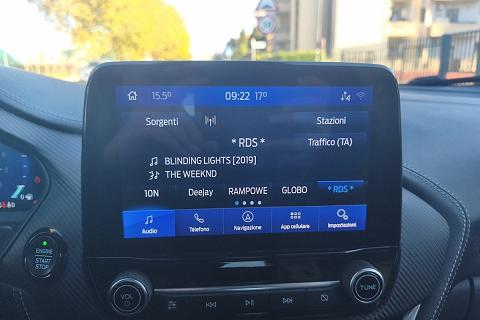 15.5° 09:22 17°
Sorgenti Stazioni
* RDS * Traffico (TA)
BLINDING LIGHTS [2019]
THE WEEKND
10N DeeJay RAMPOWE GLOBO * RDS *
Audio Telefono Navigazione App cellulare Impostazioni
ENGINE
START
STOP
VOL TUNE